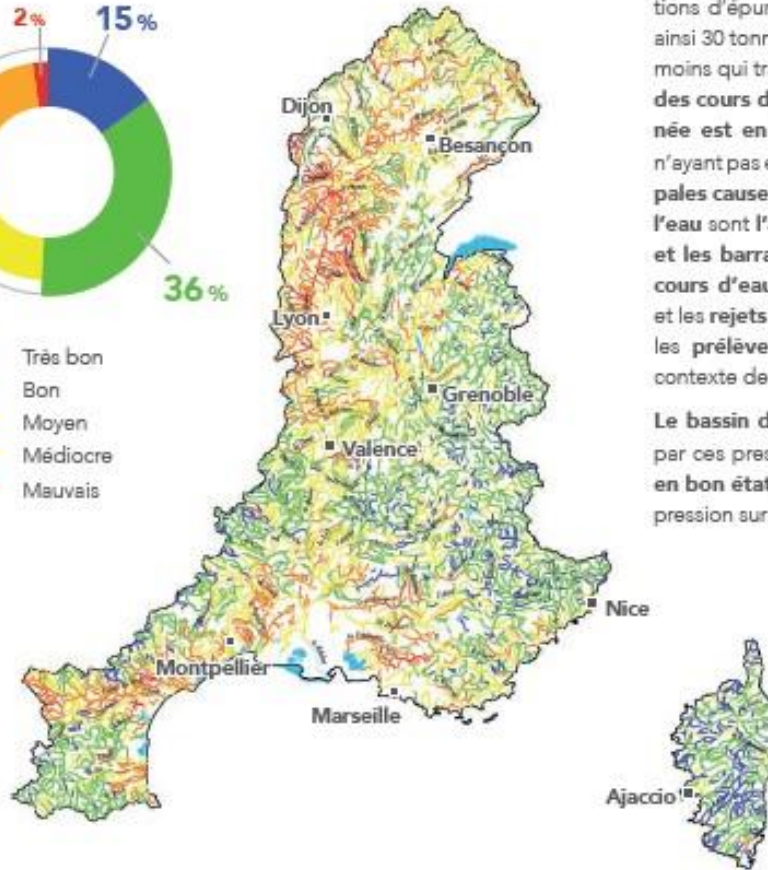 2%
15%
36%
Très bon
Bon
Moyen
Médiocre
Mauvais
Dijon
Besançon
Lyon
Grenoble
Valence
Montpellier
Marseille
Nice
Ajaccio
tions d'épur
ainsi 30 tonn
moins qui tr
des cours d
née est en
n'ayant pas é
pales cause
l'eau sont l'
et les barra
cours d'eau
et les rejets
les prélève
contexte de
Le bassin d
par ces pres
en bon état
pression sur